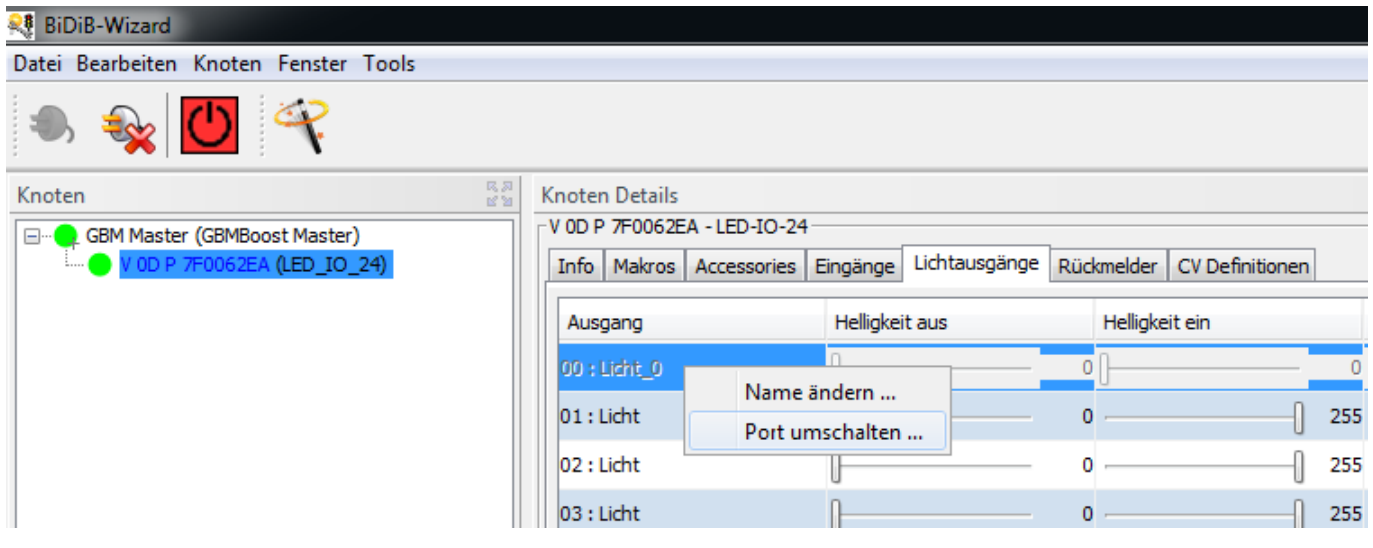 BiDiB-Wizard
Datei Bearbeiten Knoten Fenster Tools
Knoten
GBM Master (GBMBoost Master)
V 0D P 7F0062EA (LED_IO_24)
Knoten Details
V 0D P 7F0062EA - LED-IO-24
Info Makros Accessories Eingänge Lichtausgänge Rückmelder CV Definitionen
Ausgang Helligkeit aus Helligkeit ein
00 : Licht_0 0 0
Name ändern ...
01 : Licht 0 255
Port umschalten ...
02 : Licht 0 255
03 : Licht 0 255